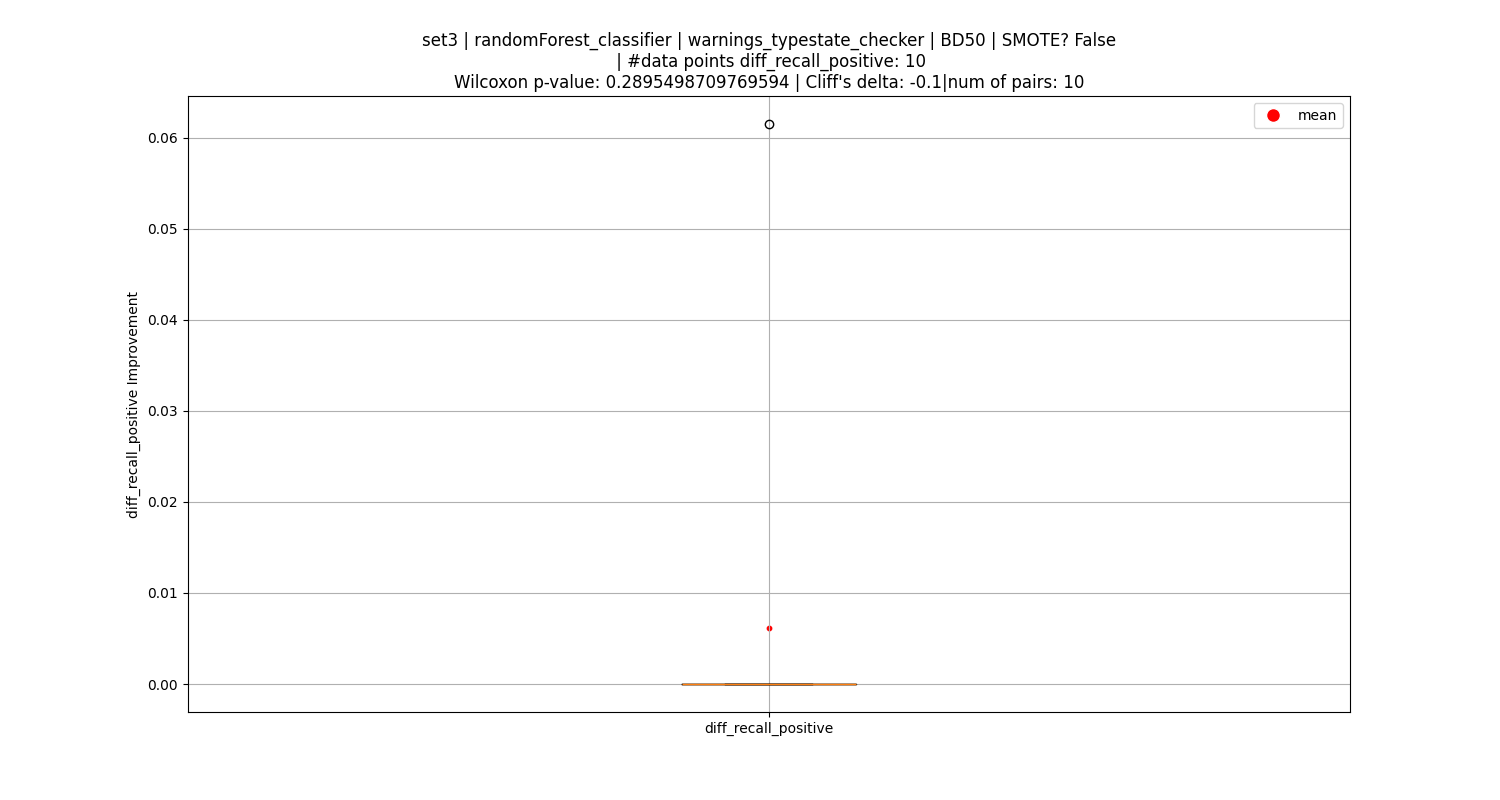 set3 | randomForest_classifier | warnings_typestate_checker | BD50 | SMOTE? False
| #data points diff_recall_positive: 10
Wilcoxon p-value: 0.2895498709769594 | Cliff's delta: -0.1|num of pairs: 10
mean
0.06
0.05
0.04
0.03
0.02
0.01
0.00
diff_recall_positive Improvement
diff_recall_positive